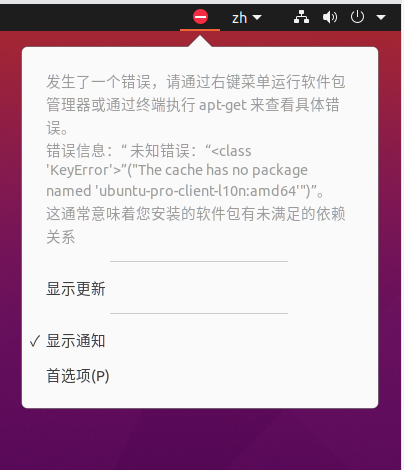 zh
发生了一个错误，请通过右键菜单运行软件包
管理器或通过终端执行 apt-get 来查看具体错
误。
错误信息：“ 未知错误：“<class
'KeyError'>”("The cache has no package
named 'ubuntu-pro-client-l10n:amd64'")”。
这通常意味着您安装的软件包有未满足的依赖
关系
显示更新
✓ 显示通知
首选项(P)